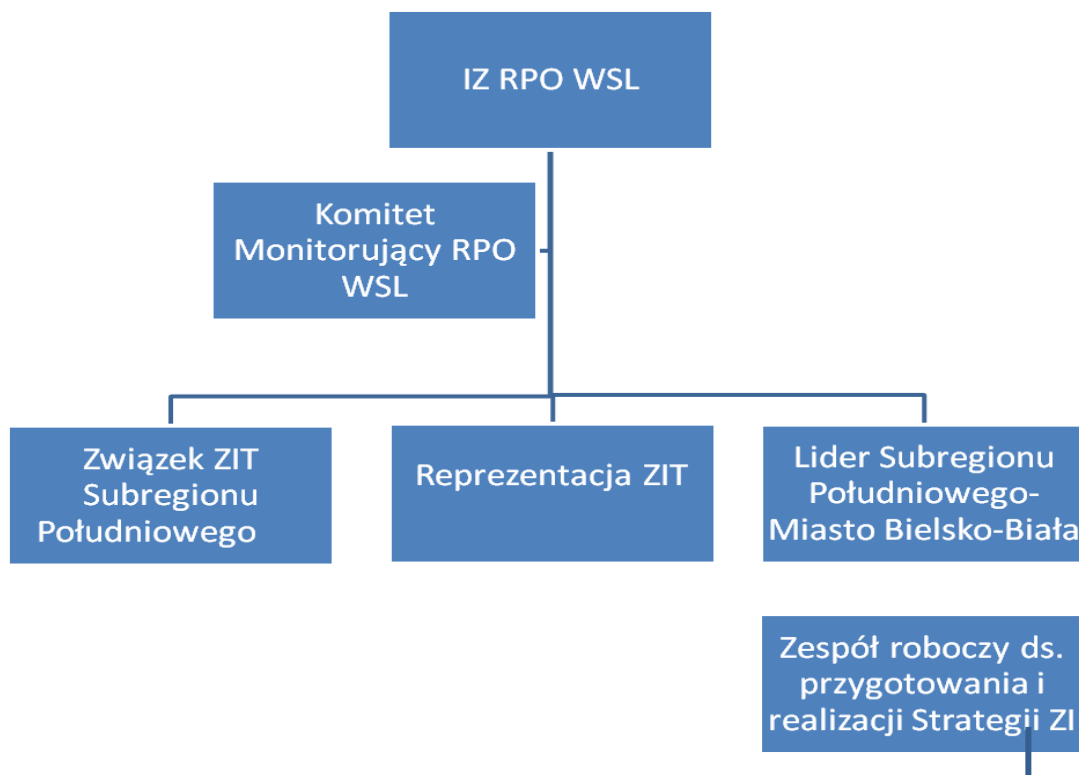 IZ RPO WSL
Komitet
Monitorujący RPO
WSL
Związek ZIT
Subregionu
Południowego
Reprezentacja ZIT
Lider Subregionu
Południowego-
Miasto Bielsko-Biała
Zespół roboczy ds.
przygotowania i
realizacji Strategii ZI